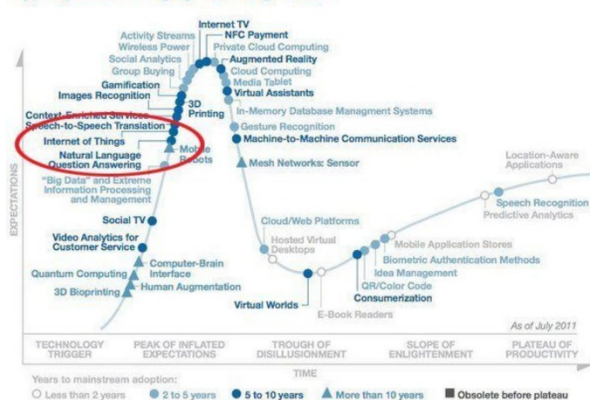 Internet TV
NFC Payment
Activity Streams
Wireless Power
Private Cloud Computing
Social Analytics
Augmented Reality
Group Buying
Cloud Computing
Media Tablet
Gamification
Virtual Assistants
Images Recognition
3D
Printing
In-Memory Database Managment Systems
Context-Enriched Services
Speech-to-Speech Translation
Gesture Recognition
Internet of Things
Machine-to-Machine Communication Services
Natural Language
Question Answering
Mobile
Robots
Mesh Networks: Sensor
"Big Data" and Extreme
Information Processing
and Management
Location-Aware
Applications
Speech Recognition
Predictive Analytics
Social TV
Cloud/Web Platforms
Video Analytics for
Customer Service
Hosted Virtual
Desktops
Mobile Application Stores
Biometric Authentication Methods
Computer-Brain
Interface
Idea Management
Quantum Computing
QR/Color Code
Human Augmentation
3D Bioprinting
Consumerization
Virtual Worlds
E-Book Readers
EXPECTATIONS
As of July 2011
TECHNOLOGY
TRIGGER
PEAK OF INFLATED
EXPECTATIONS
TROUGH OF
DISILLUSIONMENT
SLOPE OF
ENLIGHTENMENT
PLATEAU OF
PRODUCTIVITY
TIME
Years to mainstream adoption:
Less than 2 years
2 to 5 years
5 to 10 years
More than 10 years
Obsolete before plateau